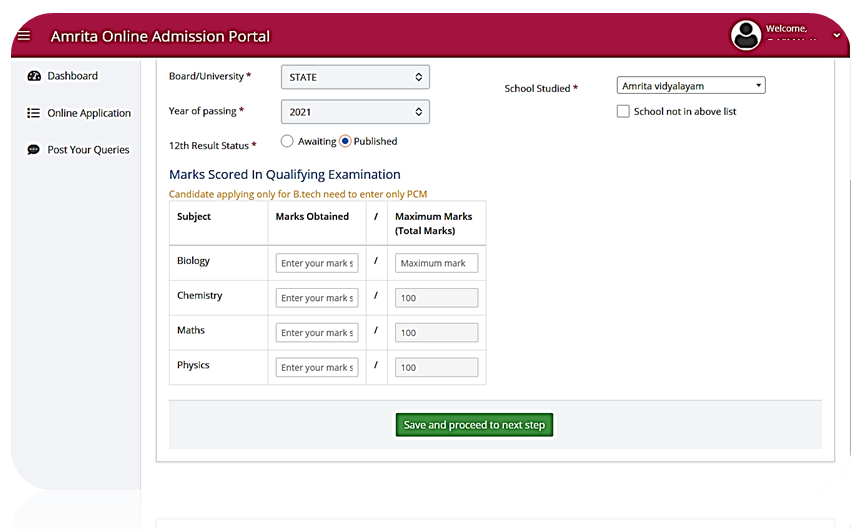 Amrita Online Admission Portal
Welcome,
Dashboard
Online Application
Post Your Queries
Board/University *
STATE
School Studied *
Amrita vidyalayam
Year of passing *
2021
School not in above list
12th Result Status *
Awaiting
Published
Marks Scored In Qualifying Examination
Candidate applying only for B.tech need to enter only PCM
Subject
Marks Obtained
/
Maximum Marks
(Total Marks)
Biology
Enter your mark s
/
Maximum mark
Chemistry
Enter your mark s
/
100
Maths
Enter your mark s
/
100
Physics
Enter your mark s
/
100
Save and proceed to next step